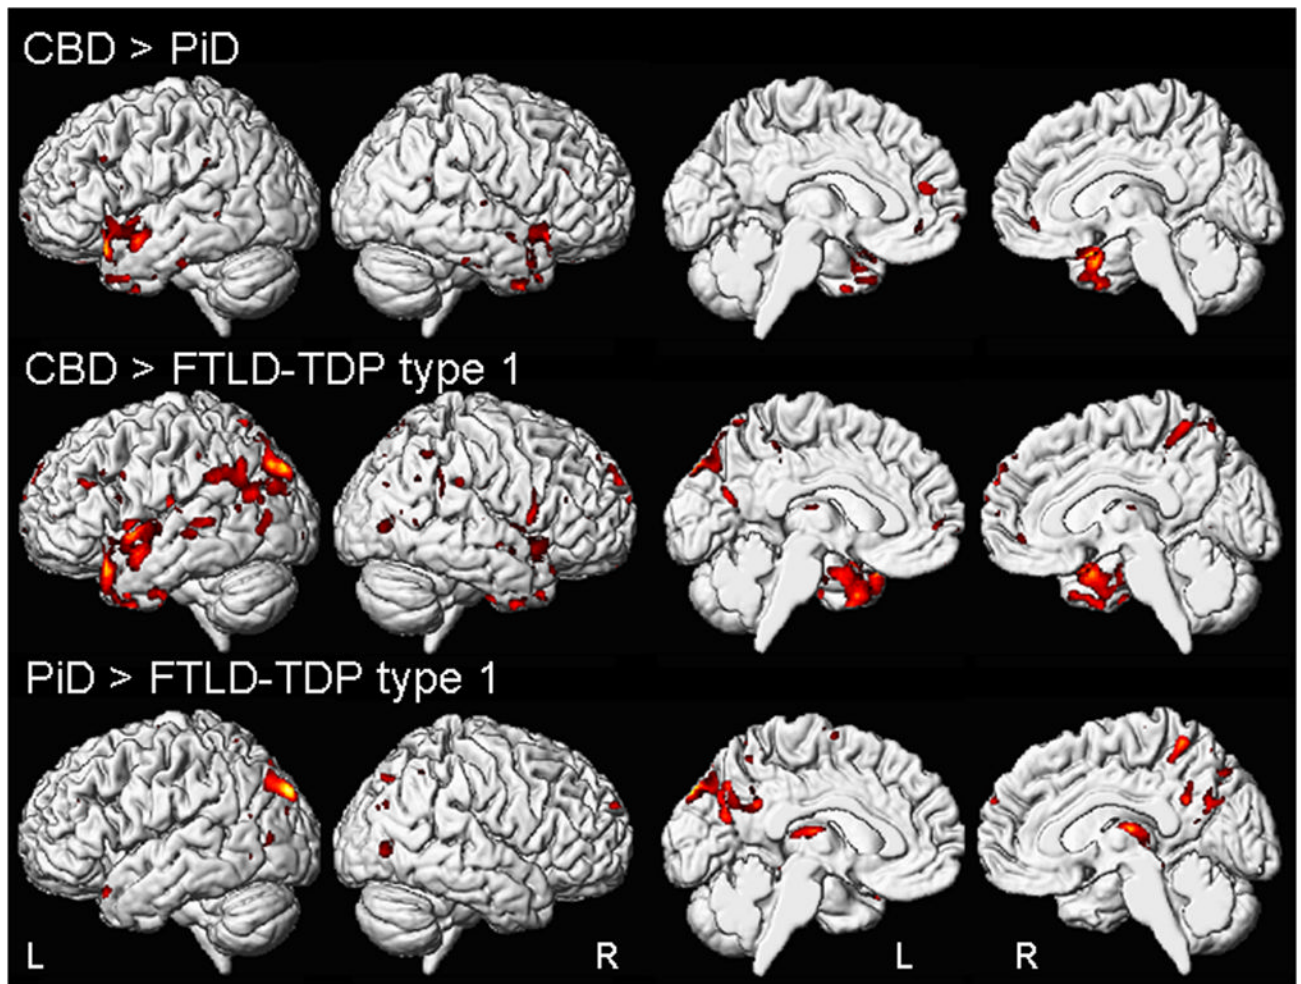 CBD > PiD
CBD > FTLD-TDP type 1
PiD > FTLD-TDP type 1
L
R
L
R